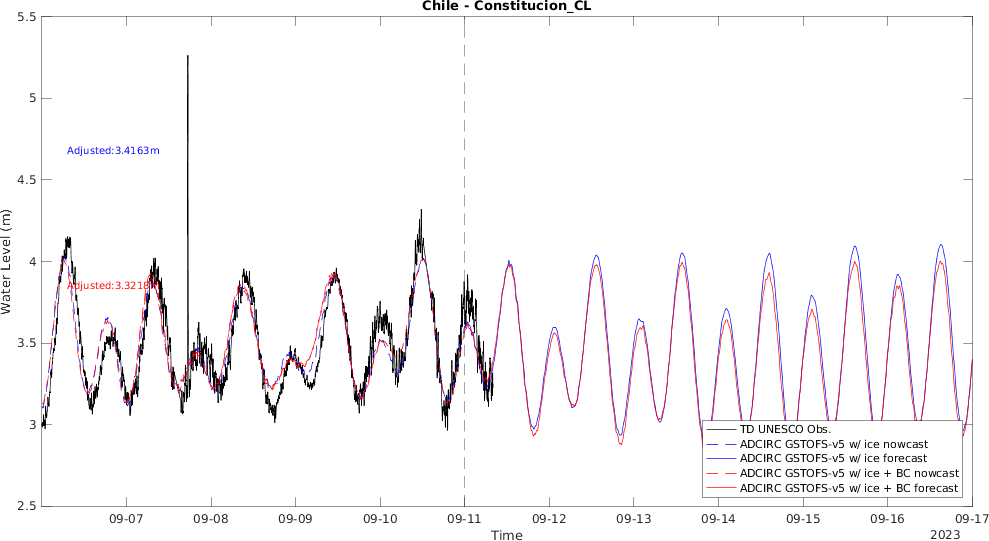 Chile - Constitucion_CL
5.5
5
4.5
4
3.5
3
2.5
Water Level (m)
Adjusted:3.4163m
Adjusted:3.3218
TD UNESCO Obs.
ADCIRC GSTOFS-v5 w/ ice nowcast
ADCIRC GSTOFS-v5 w/ ice forecast
ADCIRC GSTOFS-v5 w/ ice + BC nowcast
ADCIRC GSTOFS-v5 w/ ice + BC forecast
09-07 09-08 09-09 09-10 09-11 09-12 09-13 09-14 09-15 09-16 09-17
Time
2023